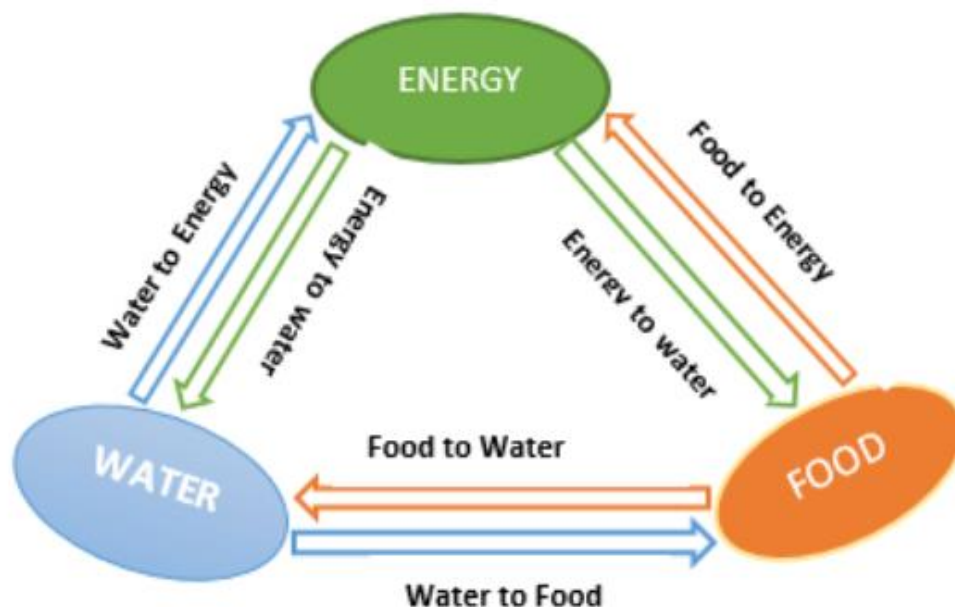 ENERGY
Water to Energy
Energy to water
Energy to water
Food to Energy
WATER
Food to Water
FOOD
Water to Food